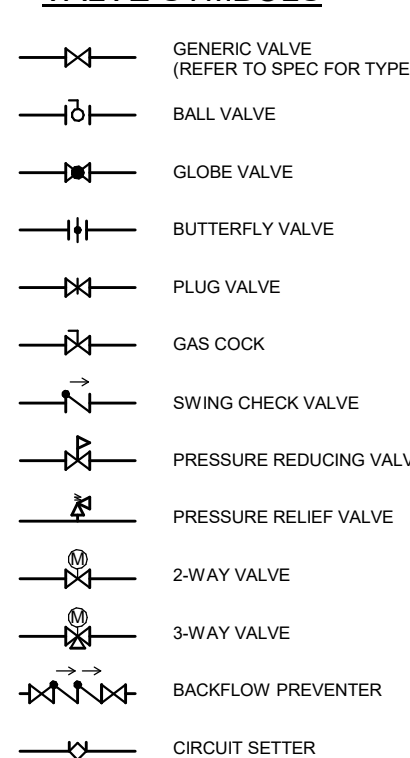 VALVE SYMBOLS
GENERIC VALVE
(REFER TO SPEC FOR TYPE
BALL VALVE
GLOBE VALVE
BUTTERFLY VALVE
PLUG VALVE
GAS COCK
SWING CHECK VALVE
PRESSURE REDUCING VALV
PRESSURE RELIEF VALVE
M
2-WAY VALVE
M
3-WAY VALVE
BACKFLOW PREVENTER
CIRCUIT SETTER